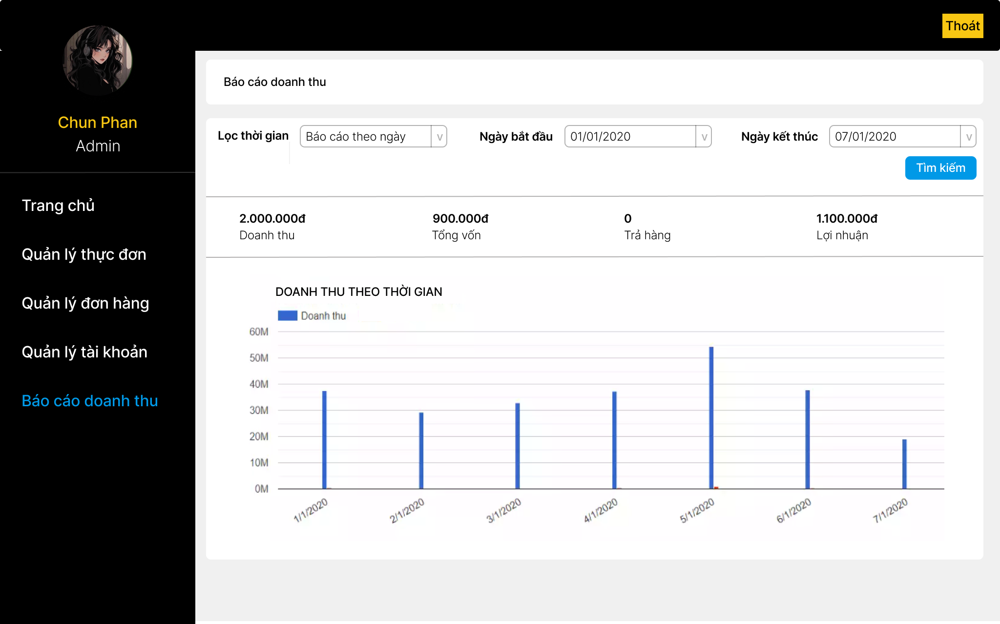 Thoát
Chun Phan
Admin
Trang chủ
Quản lý thực đơn
Quản lý đơn hàng
Quản lý tài khoản
Báo cáo doanh thu
Báo cáo doanh thu
Lọc thời gian Báo cáo theo ngày v Ngày bắt đầu 01/01/2020 v Ngày kết thúc 07/01/2020 v
Tìm kiếm
2.000.000đ 900.000đ 0 1.100.000đ
Doanh thu Tổng vốn Trả hàng Lợi nhuận
DOANH THU THEO THỜI GIAN
Doanh thu
60M
50M
40M
30M
20M
10M
0M
1/1/2020 2/1/2020 3/1/2020 4/1/2020 5/1/2020 6/1/2020 7/1/2020